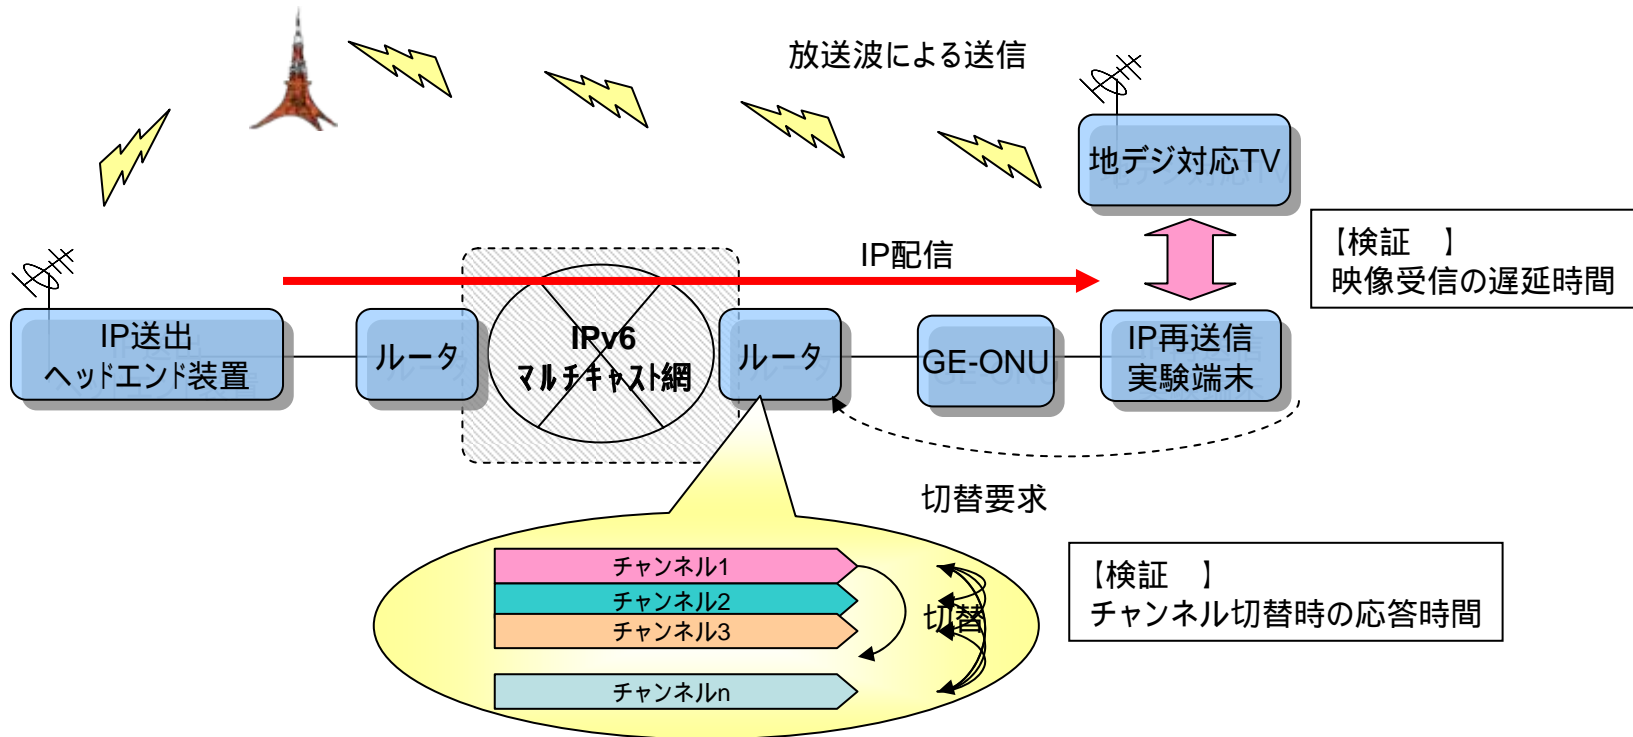 放送波による送信
地デジ対応TV
【検証　】
映像受信の遅延時間
IP配信
IP送出
ヘッドエンド装置
ルータ
IPv6
マルチキャスト網
ルータ
GE-ONU
IP再送信
実験端末
切替要求
チャンネル1
チャンネル2
チャンネル3
チャンネルn
切替
【検証　】
チャンネル切替時の応答時間